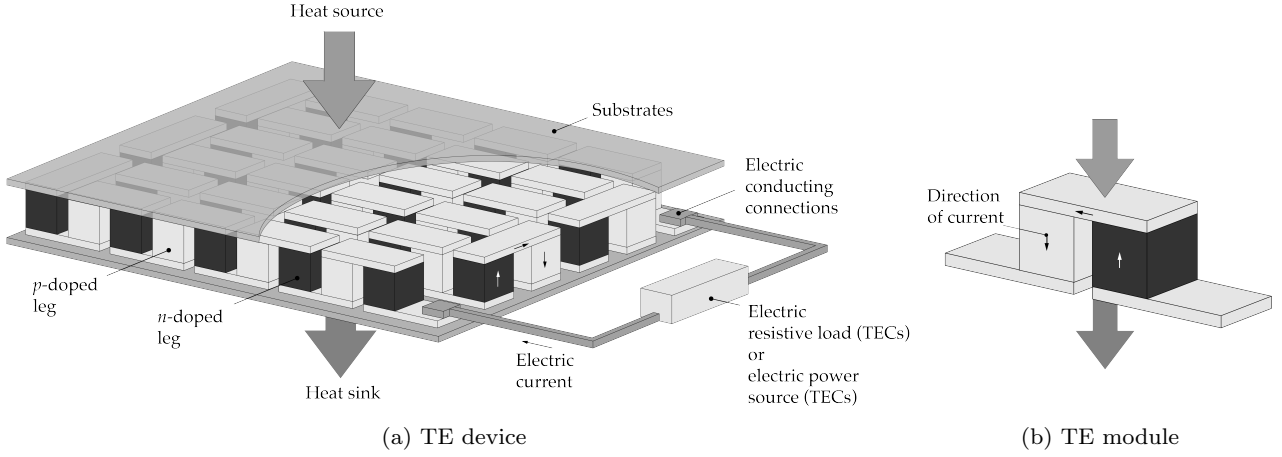 Heat source
Substrates
Electric
conducting
connections
p-doped
leg
n-doped
leg
Electric
current
Heat sink
Electric
resistive load (TECs)
or
electric power
source (TECs)
(a) TE device
Direction
of current
(b) TE module